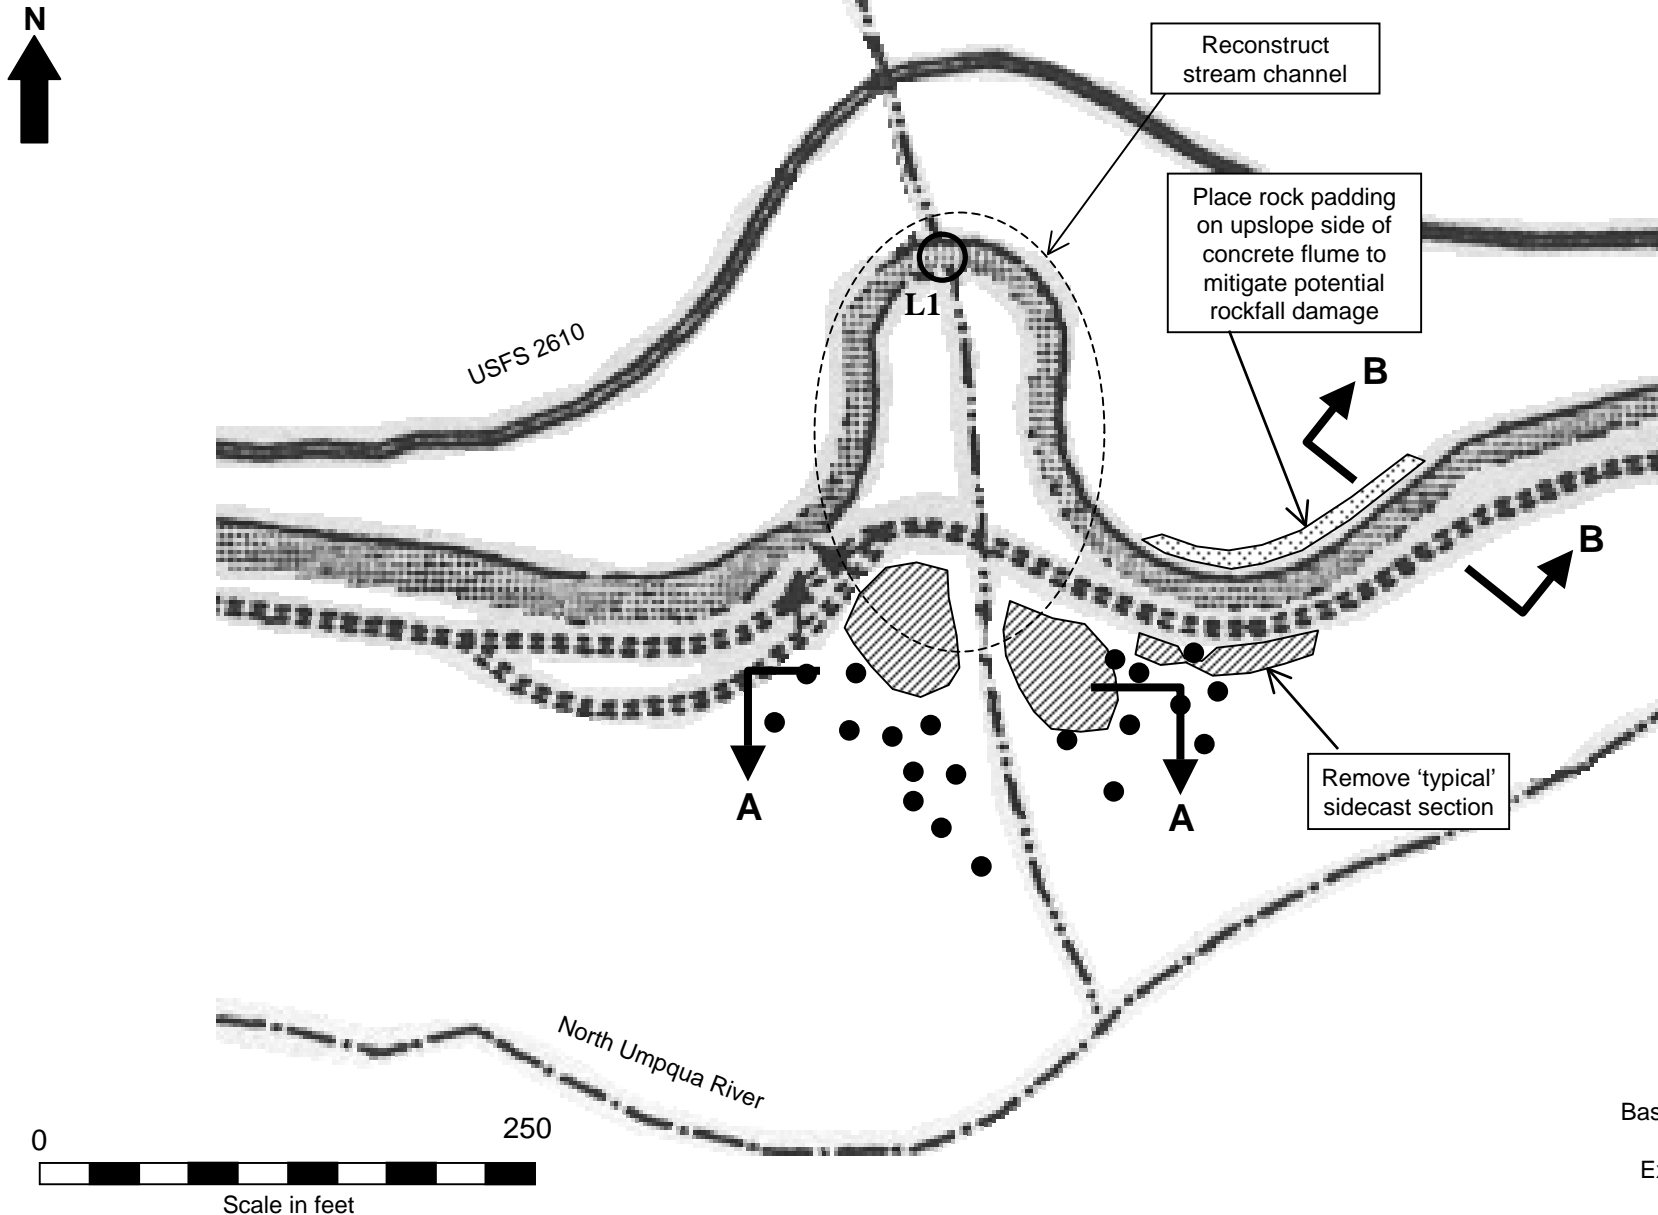 N
Reconstruct
stream channel
Place rock padding
on upslope side of
concrete flume to
mitigate potential
rockfall damage
L1
USFS 2610
B
B
A
A
Remove ‘typical’
sidecast section
North Umpqua River
0
250
Scale in feet
Bas